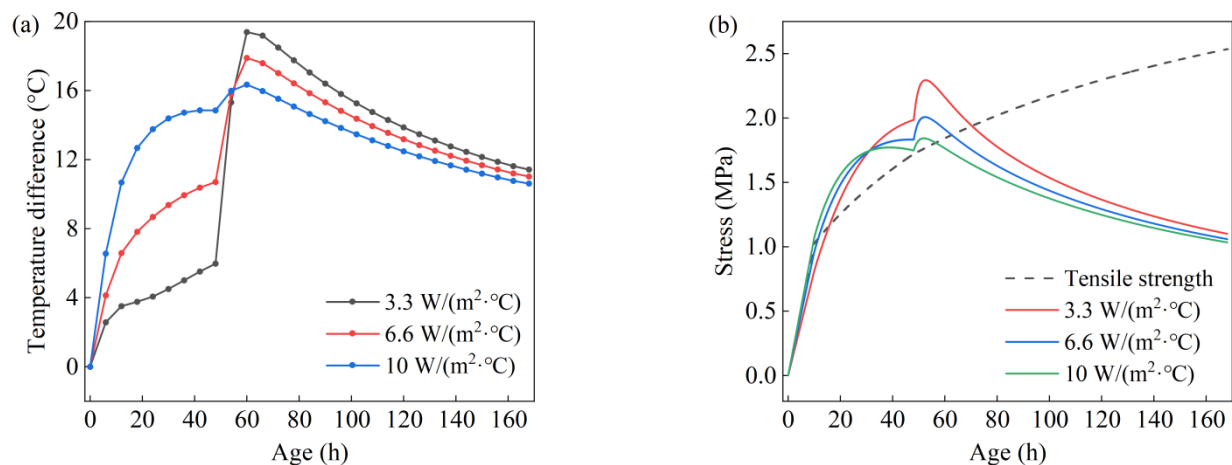 (a)
20
16
12
8
4
0
Temperature difference (°C)
3.3 W/(m²·°C)
6.6 W/(m²·°C)
10 W/(m²·°C)
0 20 40 60 80 100 120 140 160
Age (h)
(b)
2.5
2.0
1.5
1.0
0.5
0.0
Stress (MPa)
Tensile strength
3.3 W/(m²·°C)
6.6 W/(m²·°C)
10 W/(m²·°C)
0 20 40 60 80 100 120 140 160
Age (h)